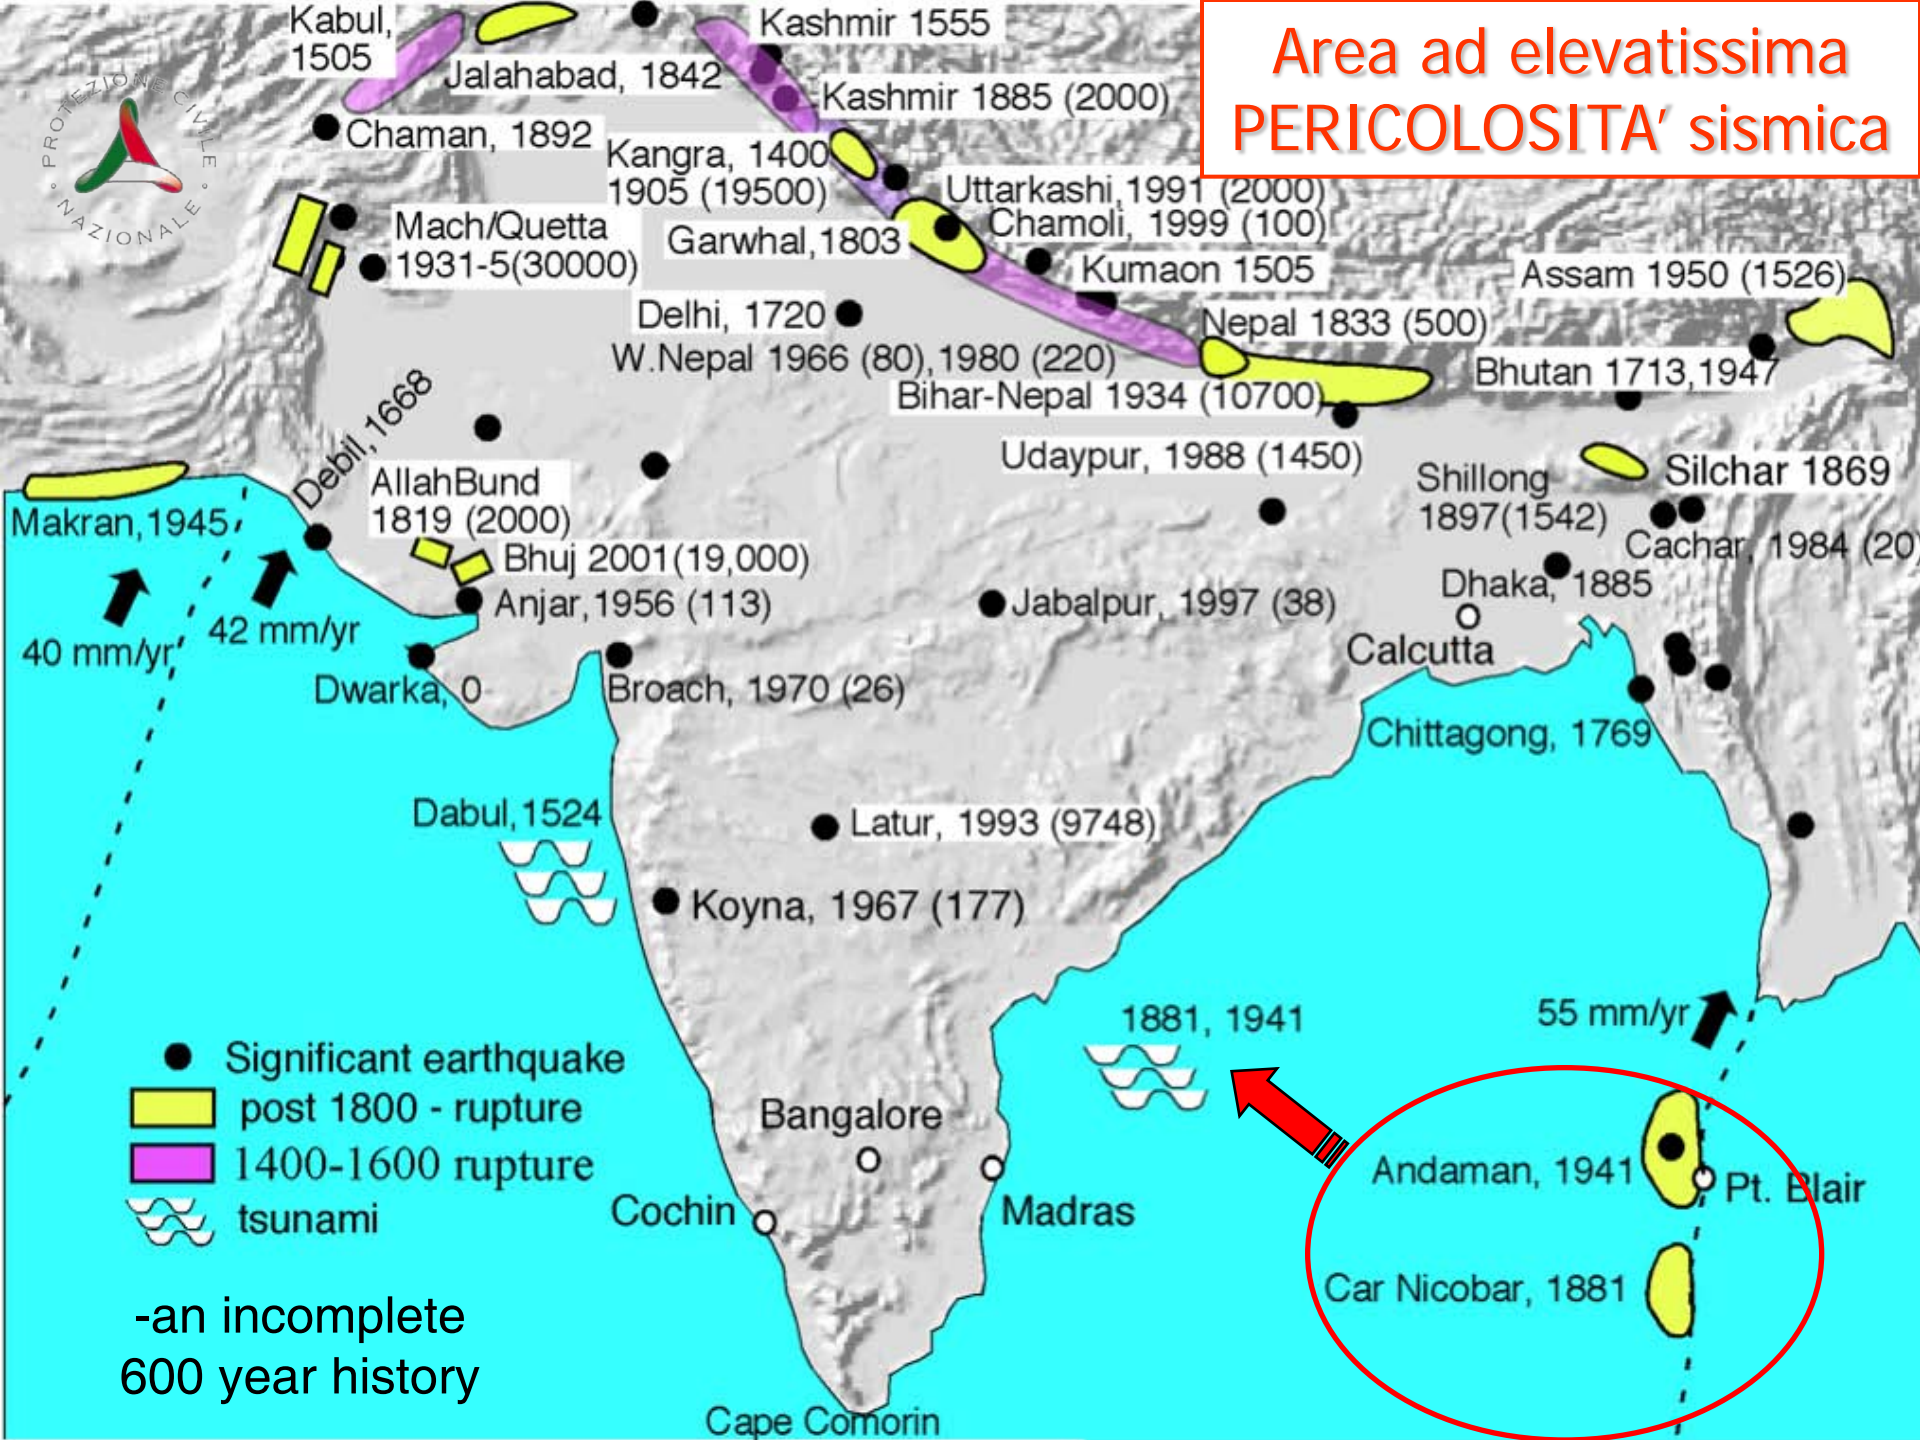 Area ad elevatissima
PERICOLOSITA’ sismica
PROTEZIONE CIVILE
NAZIONALE
Kabul,
1505
Jalahabad, 1842
Kashmir 1555
Kashmir 1885 (2000)
Chaman, 1892
Kangra, 1400
1905 (19500)
Uttarkashi,1991 (2000)
Chamoli, 1999 (100)
Mach/Quetta
1931-5(30000)
Garwhal,1803
Kumaon 1505
Assam 1950 (1526)
Delhi, 1720
Nepal 1833 (500)
W.Nepal 1966 (80),1980 (220)
Bhutan 1713,1947
Bihar-Nepal 1934 (10700)
Debil,1668
Udaypur, 1988 (1450)
AllahBund
1819 (2000)
Shillong
1897(1542)
Silchar 1869
Makran,1945
Bhuj 2001(19,000)
Cachar, 1984 (20)
Anjar,1956 (113)
Jabalpur, 1997 (38)
Dhaka, 1885
40 mm/yr
42 mm/yr
Calcutta
Dwarka, 0
Broach, 1970 (26)
Chittagong, 1769
Dabul,1524
Latur, 1993 (9748)
Koyna, 1967 (177)
1881, 1941
55 mm/yr
Significant earthquake
post 1800 - rupture
1400-1600 rupture
tsunami
Bangalore
Cochin
Madras
Andaman, 1941
Pt. Blair
Car Nicobar, 1881
-an incomplete
600 year history
Cape Comorin